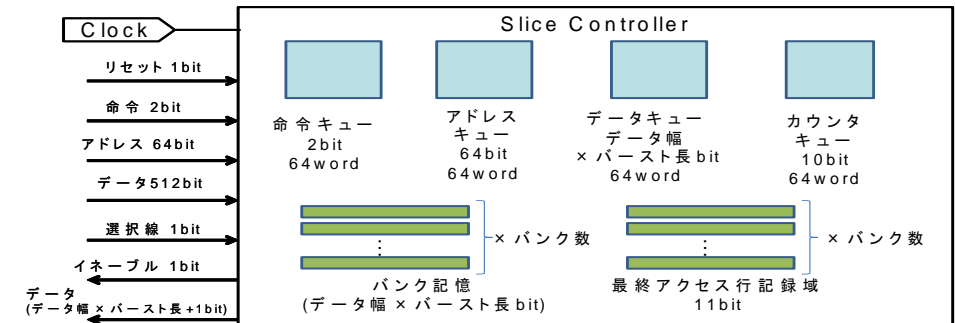 Slice Controller
Clock
リセット 1bit
命令 2bit
アドレス 64bit
データ512bit
選択線 1bit
イネーブル 1bit
データ
(データ幅×バースト長+1bit)
命令キュー
2bit
64word
アドレス
キュー
64bit
64word
データキュー
データ幅
×バースト長bit
64word
カウンタ
キュー
10bit
64word
⋮
×バンク数
バンク記憶
(データ幅×バースト長bit)
⋮
×バンク数
最終アクセス行記録域
11bit